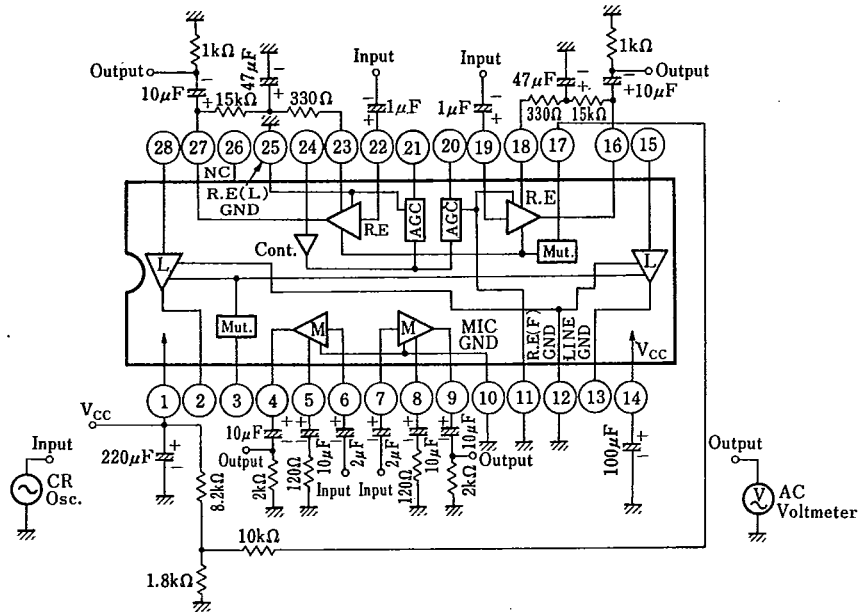 1kΩ
Output
10μF
15kΩ
47μF
330Ω
Input
1μF
Input
1μF
47μF
330Ω
15kΩ
1kΩ
Output
10μF
28 27 26 25 24 23 22 21 20 19 18 17 16 15
NC
R.E(L)
GND
R.E
AGC
AGC
R.E
Cont.
Mut.
L
L
Mut.
M
M
MIC
GND
R.E(F)
GND
LINE
GND
VCC
1 2 3 4 5 6 7 8 9 10 11 12 13 14
VCC
220μF
8.2kΩ
1.8kΩ
10kΩ
Input
CR
Osc.
10μF
Output
2kΩ
120Ω
10μF
2μF
Input
2μF
Input
120Ω
10μF
10μF
Output
2kΩ
100μF
Output
V
AC
Voltmeter